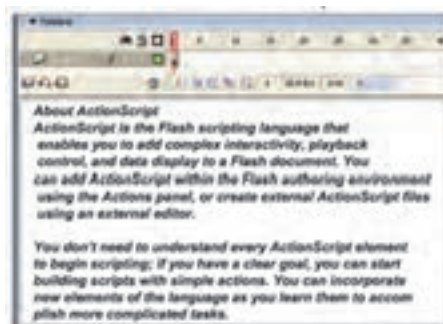 About ActionScript
ActionScript is the Flash scripting language that
enables you to add complex interactivity, playback
control, and data display to a Flash document. You
can add ActionScript within the Flash authoring environment
using the Actions panel, or create external ActionScript files
using an external editor.
You don't need to understand every ActionScript element
to begin scripting; if you have a clear goal, you can start
building scripts with simple actions. You can incorporate
new elements of the language as you learn them to accom
plish more complicated tasks.